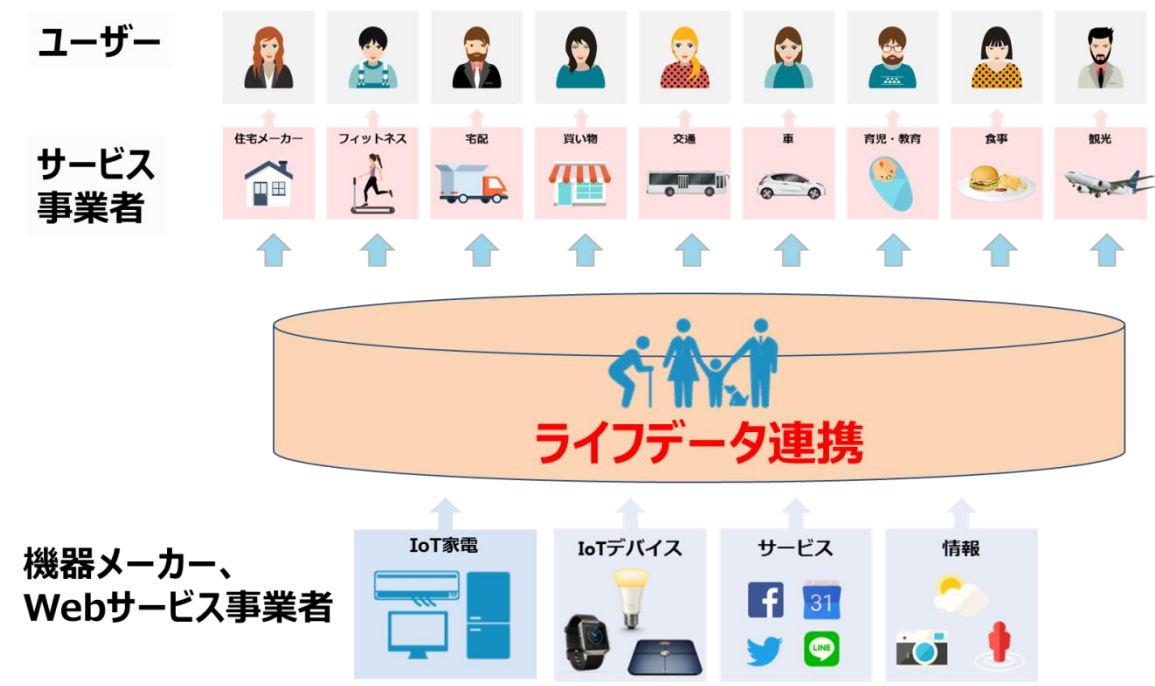 ユーザー
サービス
事業者
住宅メーカー
フィットネス
宅配
買い物
交通
車
育児・教育
食事
観光
ライフデータ連携
機器メーカー、
Webサービス事業者
IoT家電
IoTデバイス
サービス
情報
31
LINE